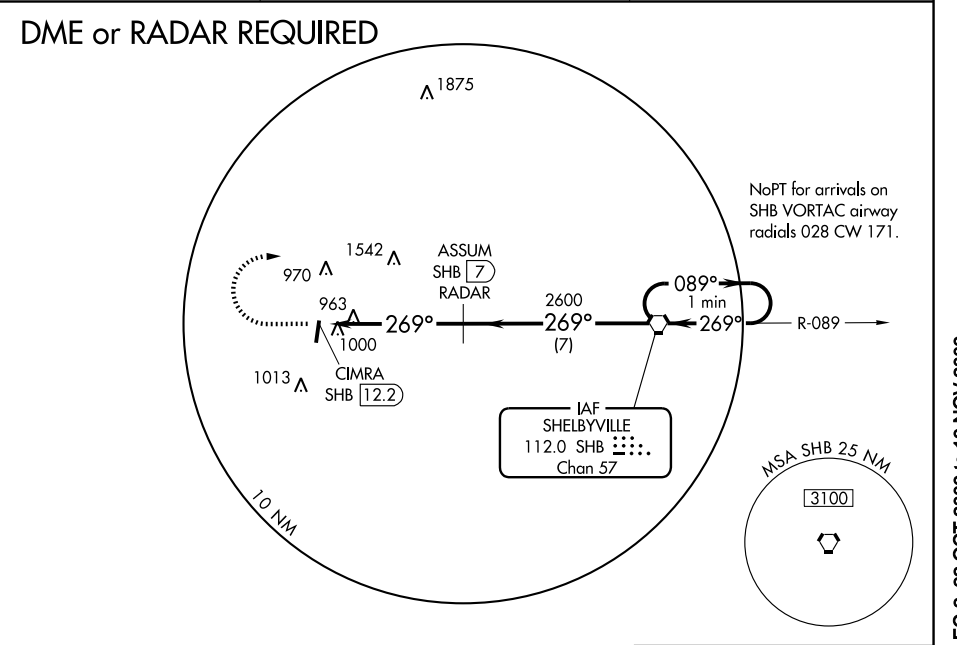 DME or RADAR REQUIRED
1875
NoPT for arrivals on
SHB VORTAC airway
radials 028 CW 171.
1542
970
ASSUM
SHB 7
RADAR
089°
1 min
963
2600
269°
269°
269°
R-089
(7)
1000
CIMRA
SHB 12.2
1013
IAF
SHELBYVILLE
112.0 SHB
Chan 57
MSA SHB 25 NM
3100
10 NM